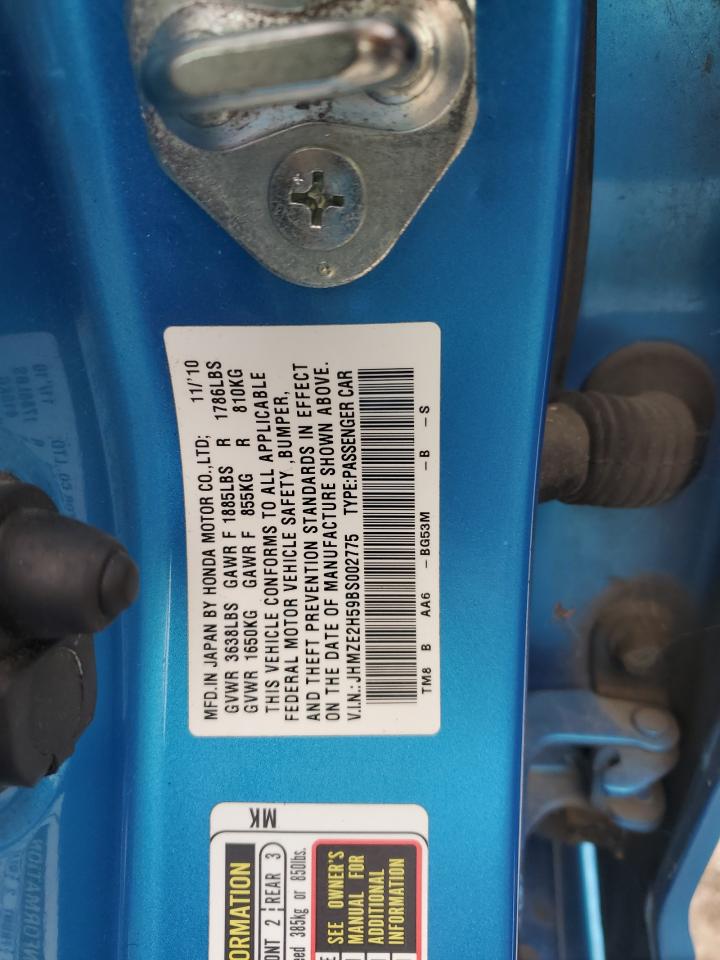 MFD.IN JAPAN BY HONDA MOTOR CO.,LTD; 11/'10
GVWR 3638LBS GAWR F 1885LBS R 1786LBS
GVWR 1650KG GAWR F 855KG R 810KG
THIS VEHICLE CONFORMS TO ALL APPLICABLE
FEDERAL MOTOR VEHICLE SAFETY ,BUMPER,
AND THEFT PREVENTION STANDARDS IN EFFECT
ON THE DATE OF MANUFACTURE SHOWN ABOVE.
V.I.N.: JHMZE2H59BS002775 TYPE:PASSENGER CAR
TM8 B AA6 -BG53M -B -S
MK
ORMATION
ONT 2 REAR 3
eed 385kg or 850lbs.
SEE OWNER'S
MANUAL FOR
ADDITIONAL
INFORMATION